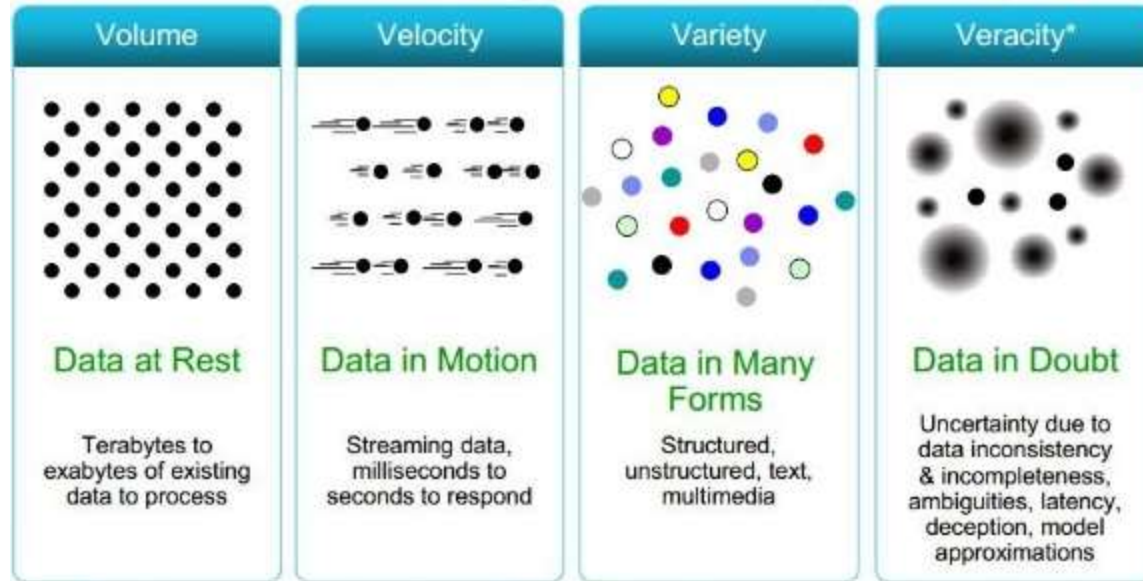 Volume
Data at Rest
Terabytes to
exabytes of existing
data to process
Velocity
Data in Motion
Streaming data,
milliseconds to
seconds to respond
Variety
Data in Many
Forms
Structured,
unstructured, text,
multimedia
Veracity*
Data in Doubt
Uncertainty due to
data inconsistency
& incompleteness,
ambiguities, latency,
deception, model
approximations